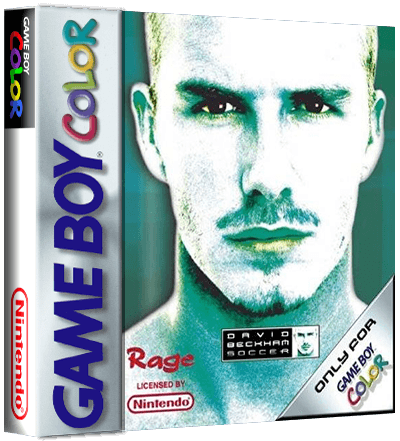 GAME BOY
COLOR
Nintendo
GAME BOY COLOR
Rage
LICENSED BY
Nintendo
DAVID
BECKHAM
SOCCER
ONLY FOR
GAME BOY
COLOR